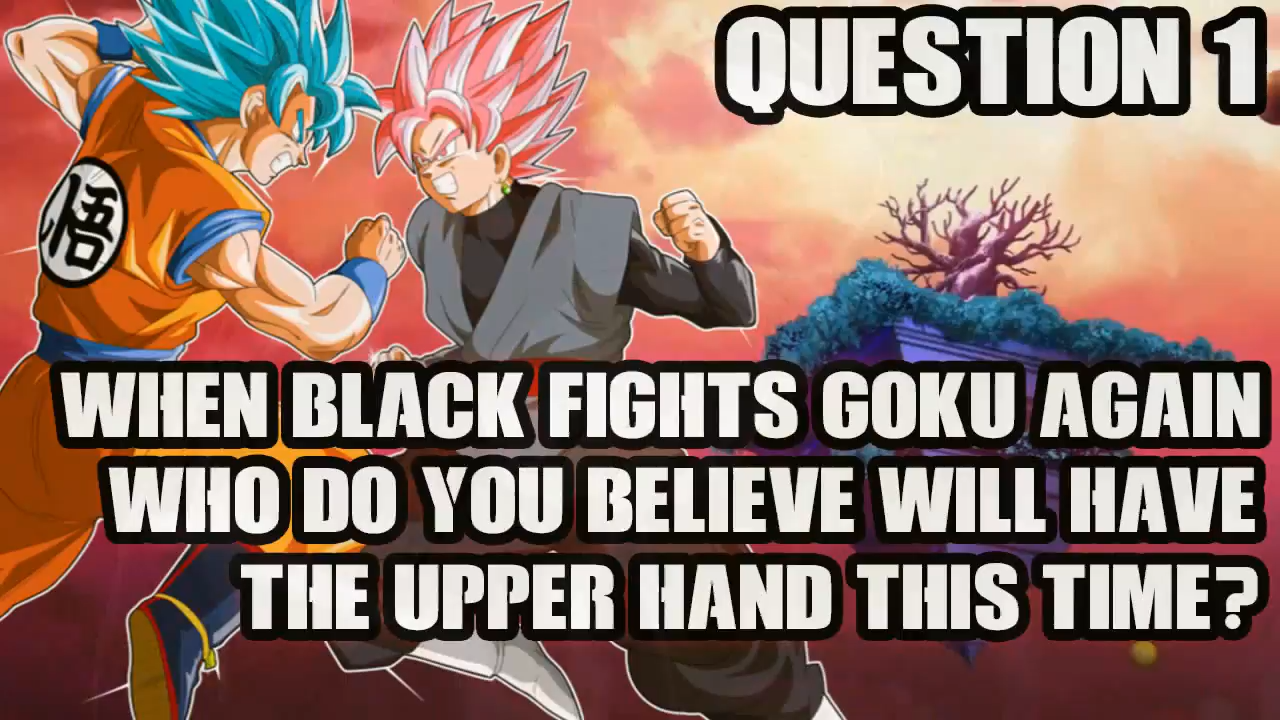 QUESTION 1
悟
WHEN BLACK FIGHTS GOKU AGAIN
WHO DO YOU BELIEVE WILL HAVE
THE UPPER HAND THIS TIME?